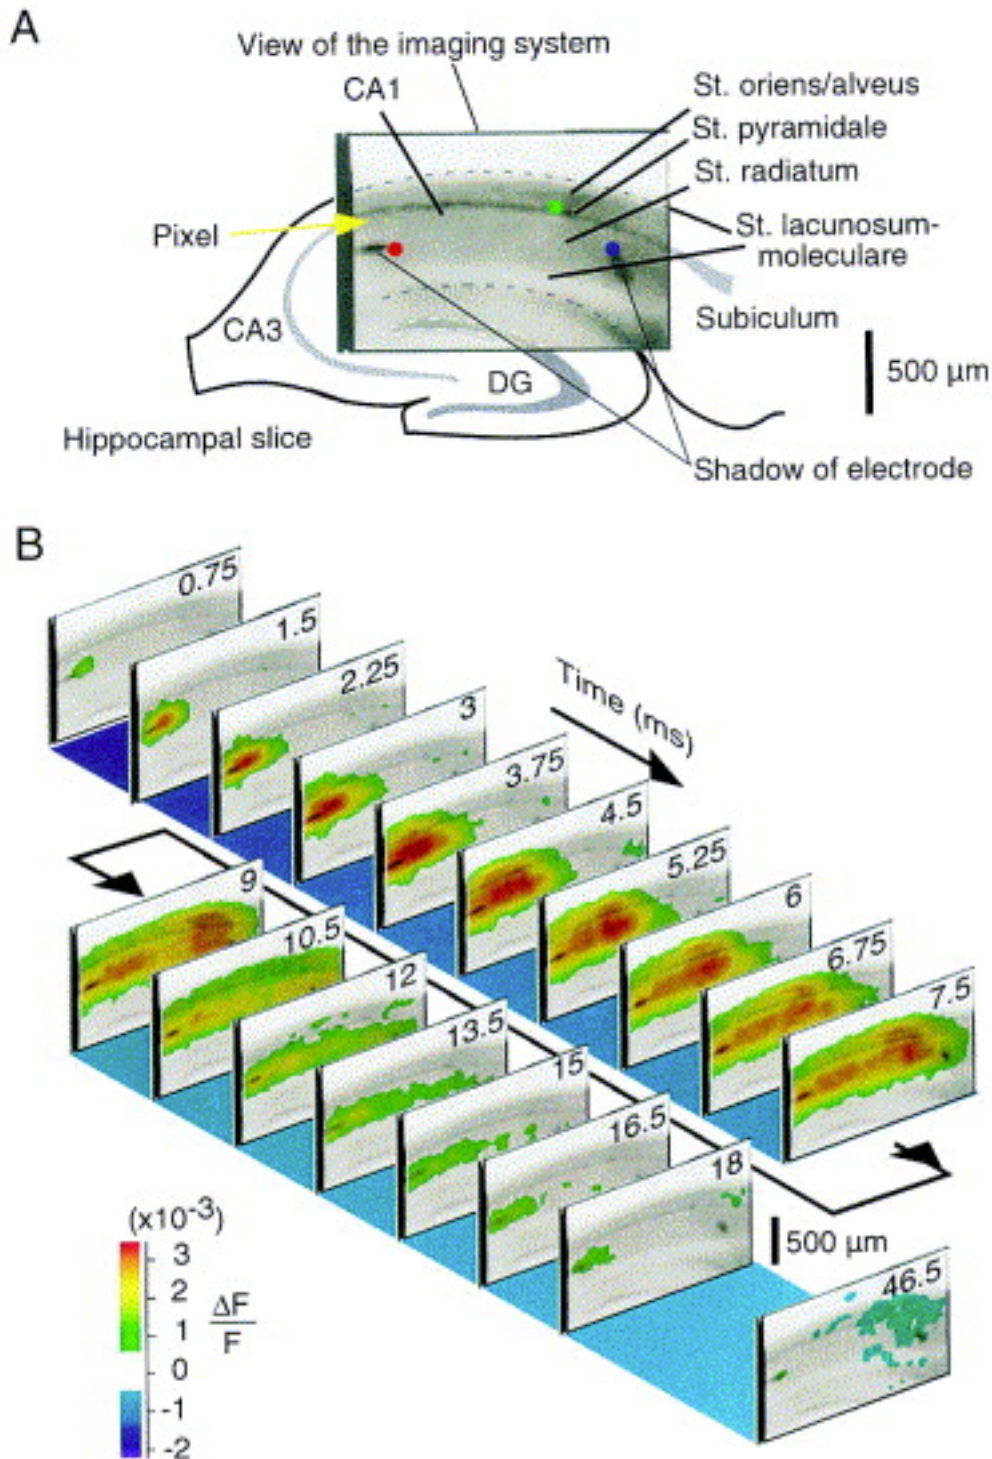 A
View of the imaging system
CA1
St. oriens/alveus
St. pyramidale
St. radiatum
St. lacunosum-
moleculare
Pixel
CA3
Subiculum
DG
500 µm
Hippocampal slice
Shadow of electrode
B
0.75
1.5
2.25
3
3.75
4.5
5.25
6
6.75
7.5
Time (ms)
9
10.5
12
13.5
15
16.5
18
46.5
500 µm
(x10⁻³)
3
2
1
0
-1
-2
ΔF
F